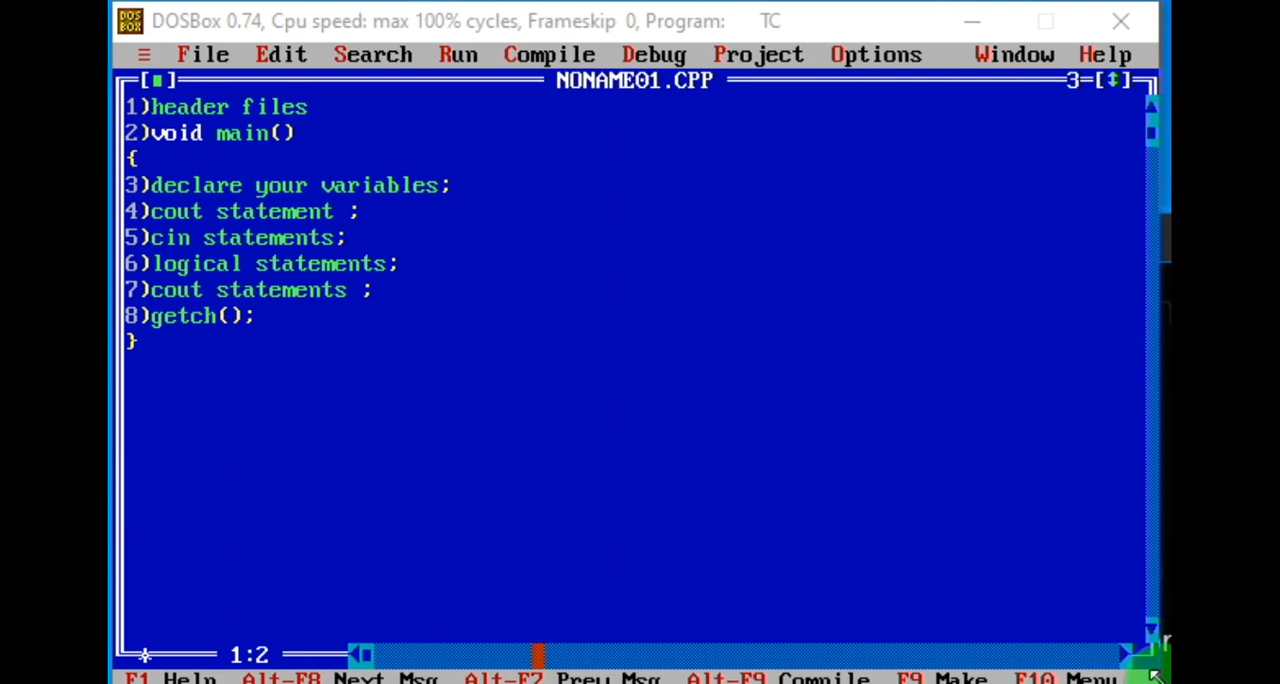 DOSBox 0.74, Cpu speed: max 100% cycles, Frameskip 0, Program: TC
≡ File Edit Search Run Compile Debug Project Options Window Help
[■] NONAME01.CPP 3=[↕]
1)header files
2)void main()
{
3)declare your variables;
4)cout statement ;
5)cin statements;
6)logical statements;
7)cout statements ;
8)getch();
}
1:2
F1 Help Alt-F8 Next Msg Alt-F7 Prev Msg Alt-F9 Compile F9 Make F10 Menu